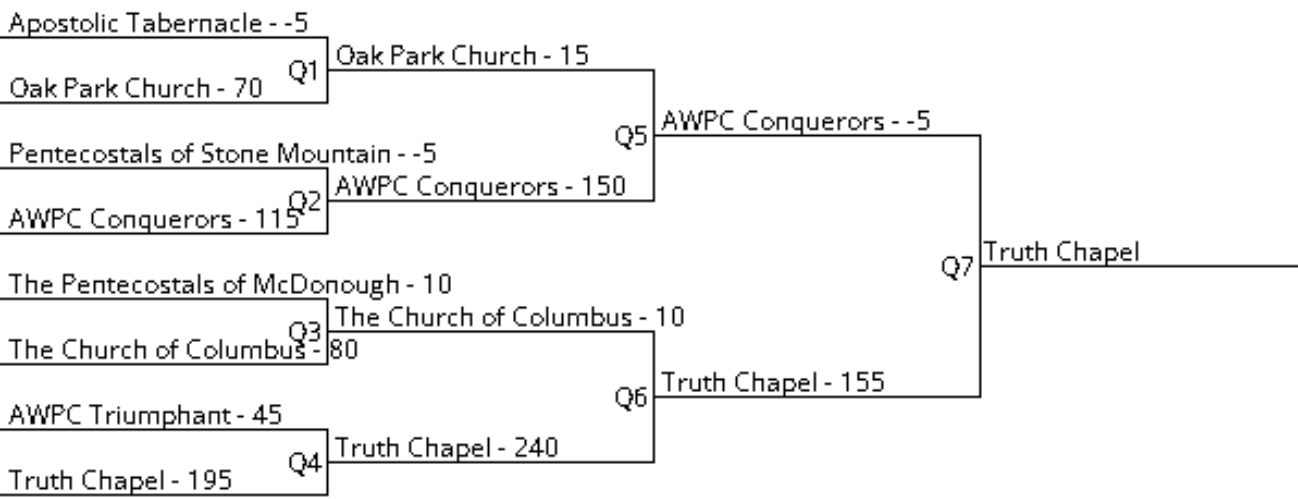 Apostolic Tabernacle - -5
Oak Park Church - 70
Q1
Oak Park Church - 15
Pentecostals of Stone Mountain - -5
AWPC Conquerors - 115
Q2
AWPC Conquerors - 150
Q5
AWPC Conquerors - -5
The Pentecostals of McDonough - 10
The Church of Columbus - 80
Q3
The Church of Columbus - 10
AWPC Triumphant - 45
Truth Chapel - 195
Q4
Truth Chapel - 240
Q6
Truth Chapel - 155
Q7
Truth Chapel